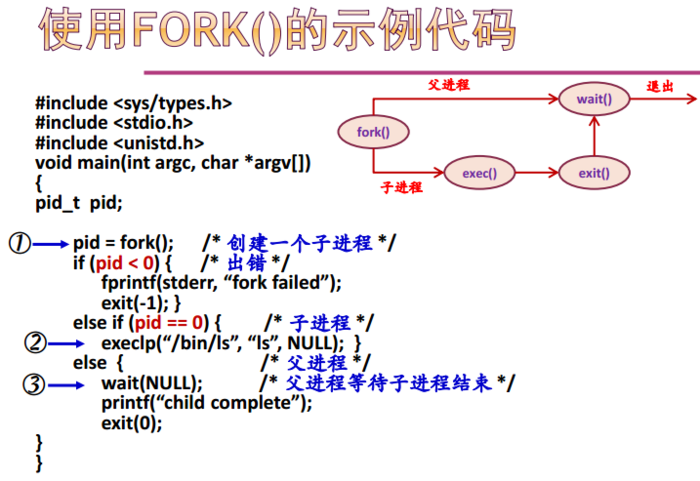 使用FORK()的示例代码
#include <sys/types.h>
#include <stdio.h>
#include <unistd.h>
void main(int argc, char *argv[])
{
pid_t  pid;
父进程
wait()
退出
fork()
子进程
exec()
exit()
① pid = fork();    /* 创建一个子进程 */
if (pid < 0) {    /* 出错 */
fprintf(stderr, “fork failed”);
exit(-1); }
else if (pid == 0) {    /* 子进程 */
② execlp(“/bin/ls”, “ls”, NULL);  }
else  {    /* 父进程 */
③ wait(NULL);    /* 父进程等待子进程结束 */
printf(“child complete”);
exit(0);
}
}